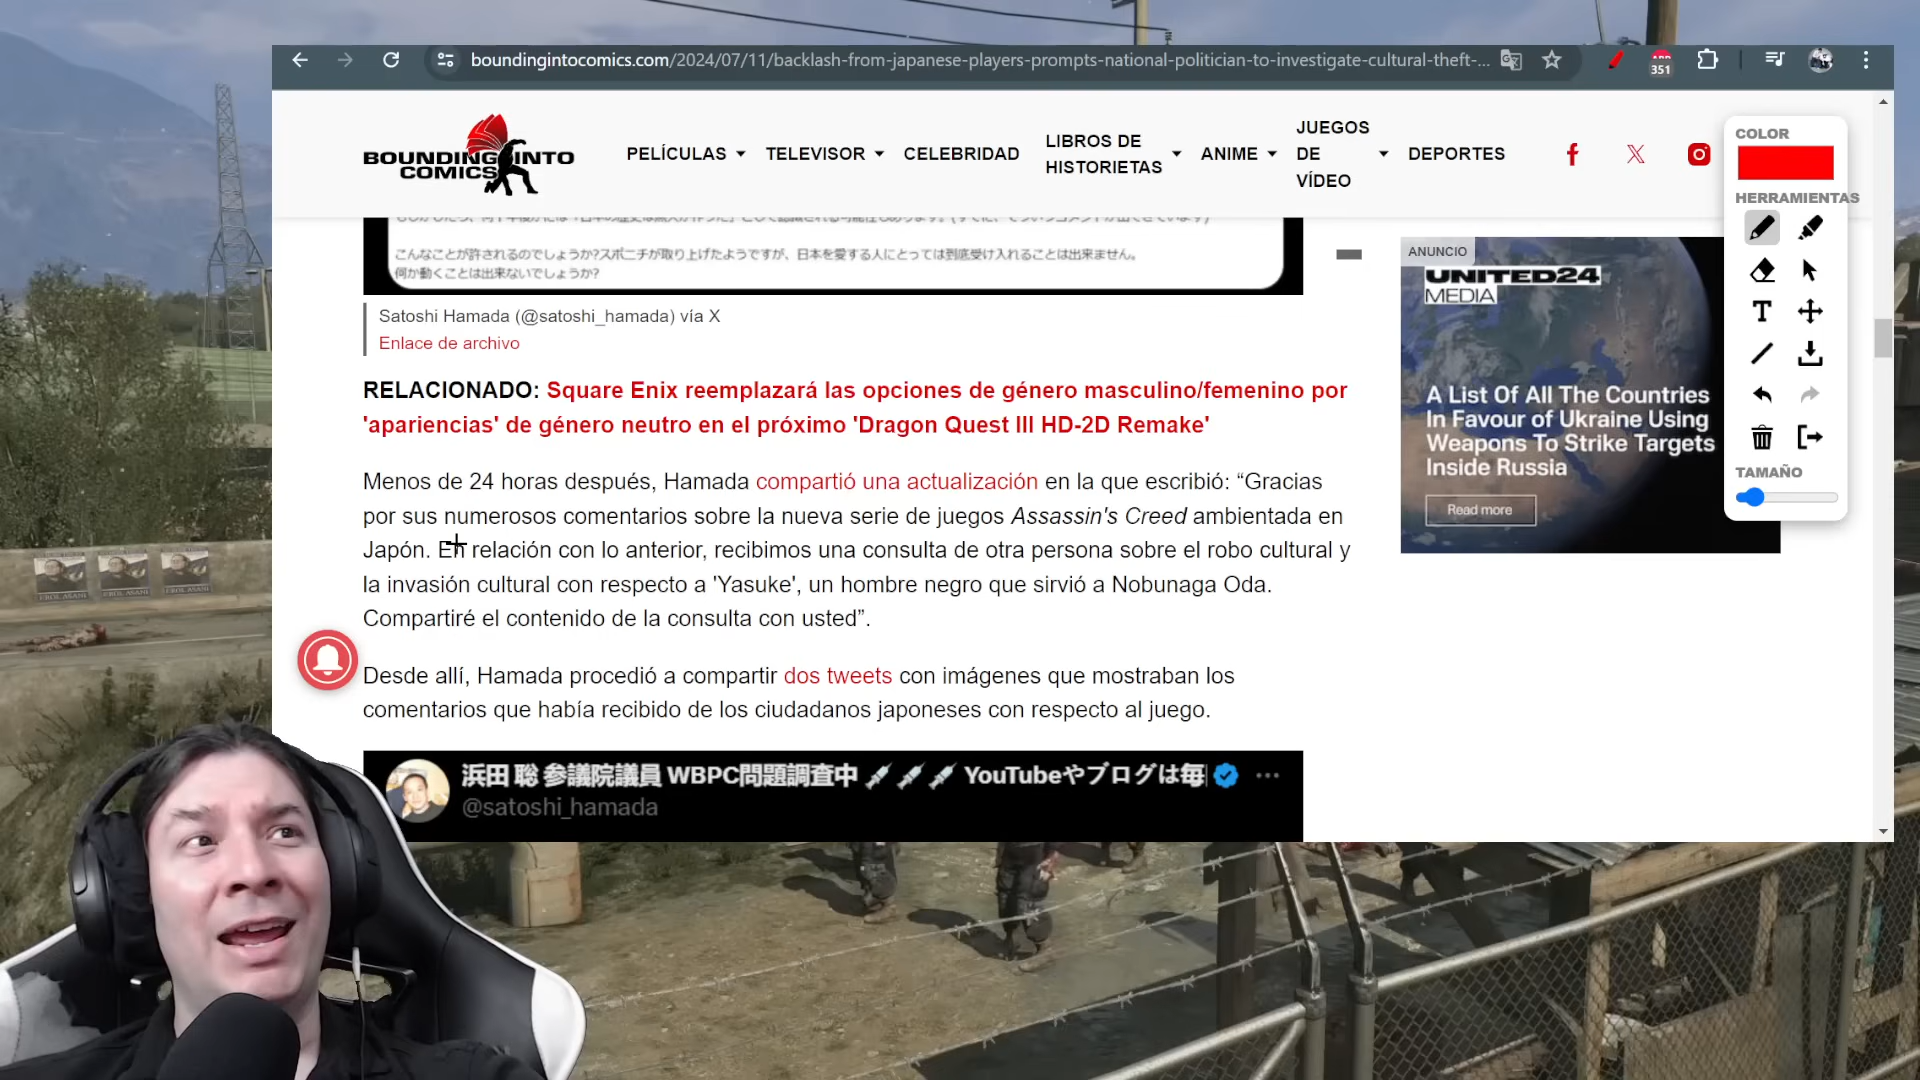 boundingintocomics.com/2024/07/11/backlash-from-japanese-players-prompts-national-politician-to-investigate-cultural-theft-...
351
BOUNDING INTO
COMICS
PELÍCULAS
TELEVISOR
CELEBRIDAD
LIBROS DE
HISTORIETAS
ANIME
JUEGOS
DE
VÍDEO
DEPORTES
COLOR
HERRAMIENTAS
TAMAÑO
こんなことが許されるのでしょうか?スポニチが取り上げたようですが、日本を愛する人にとっては到底受け入れることは出来ません。
何か動くことは出来ないでしょうか?
Satoshi Hamada (@satoshi_hamada) vía X
Enlace de archivo
RELACIONADO: Square Enix reemplazará las opciones de género masculino/femenino por
'apariencias' de género neutro en el próximo 'Dragon Quest III HD-2D Remake'
Menos de 24 horas después, Hamada compartió una actualización en la que escribió: “Gracias
por sus numerosos comentarios sobre la nueva serie de juegos Assassin's Creed ambientada en
Japón. En relación con lo anterior, recibimos una consulta de otra persona sobre el robo cultural y
la invasión cultural con respecto a 'Yasuke', un hombre negro que sirvió a Nobunaga Oda.
Compartiré el contenido de la consulta con usted”.
Desde allí, Hamada procedió a compartir dos tweets con imágenes que mostraban los
comentarios que había recibido de los ciudadanos japoneses con respecto al juego.
浜田 聡 参議院議員 WBPC問題調査中 YouTubeやブログは毎
@satoshi_hamada
ANUNCIO
UNITED24
MEDIA
A List Of All The Countries
In Favour of Ukraine Using
Weapons To Strike Targets
Inside Russia
Read more